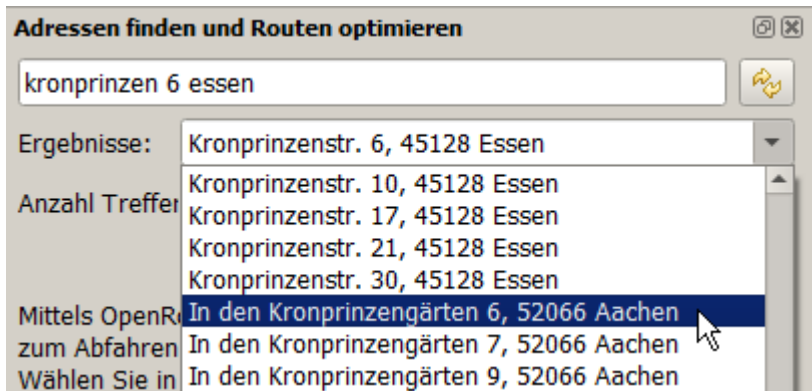 Adressen finden und Routen optimieren
kronprinzen 6 essen
Ergebnisse: Kronprinzenstr. 6, 45128 Essen
Kronprinzenstr. 10, 45128 Essen
Anzahl Treffer Kronprinzenstr. 17, 45128 Essen
Kronprinzenstr. 21, 45128 Essen
Kronprinzenstr. 30, 45128 Essen
Mittels OpenR In den Kronprinzengärten 6, 52066 Aachen
zum Abfahren In den Kronprinzengärten 7, 52066 Aachen
Wählen Sie in In den Kronprinzengärten 9, 52066 Aachen